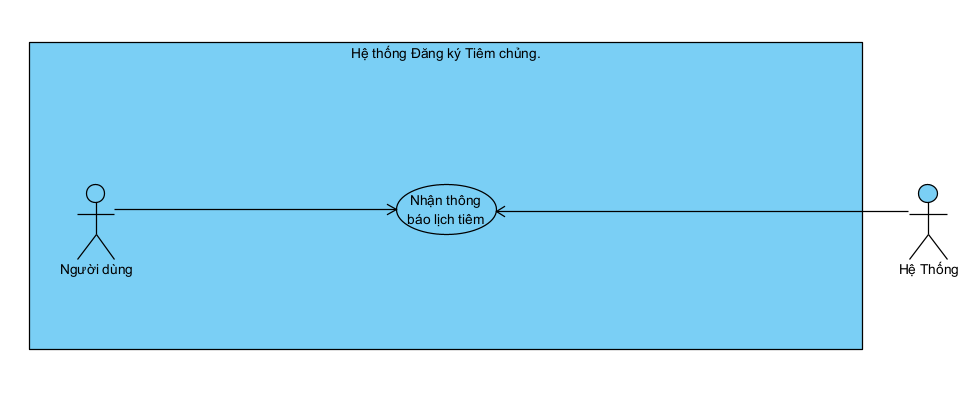 Hệ thống Đăng ký Tiêm chủng.
Nhận thông
báo lịch tiêm
Người dùng
Hệ Thống